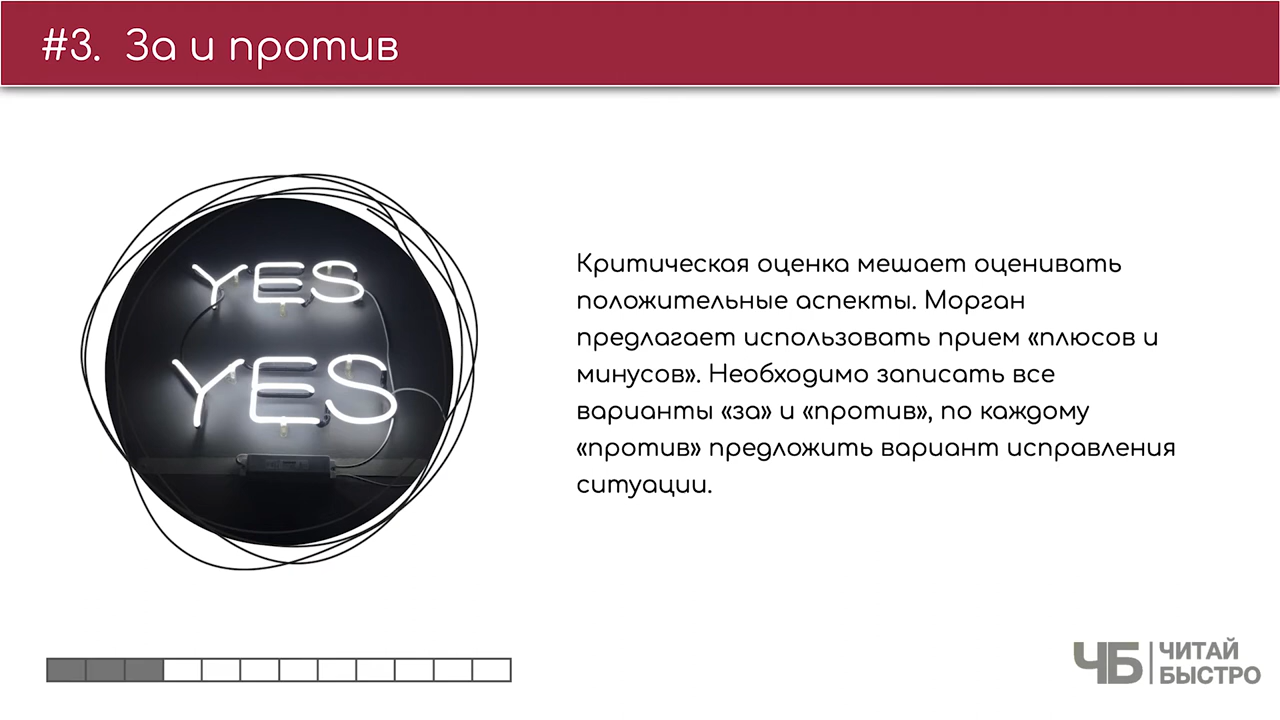 #3. За и против
YES
YES
Критическая оценка мешает оценивать
положительные аспекты. Морган
предлагает использовать прием «плюсов и
минусов». Необходимо записать все
варианты «за» и «против», по каждому
«против» предложить вариант исправления
ситуации.
ЧБ
ЧИТАЙ
БЫСТРО